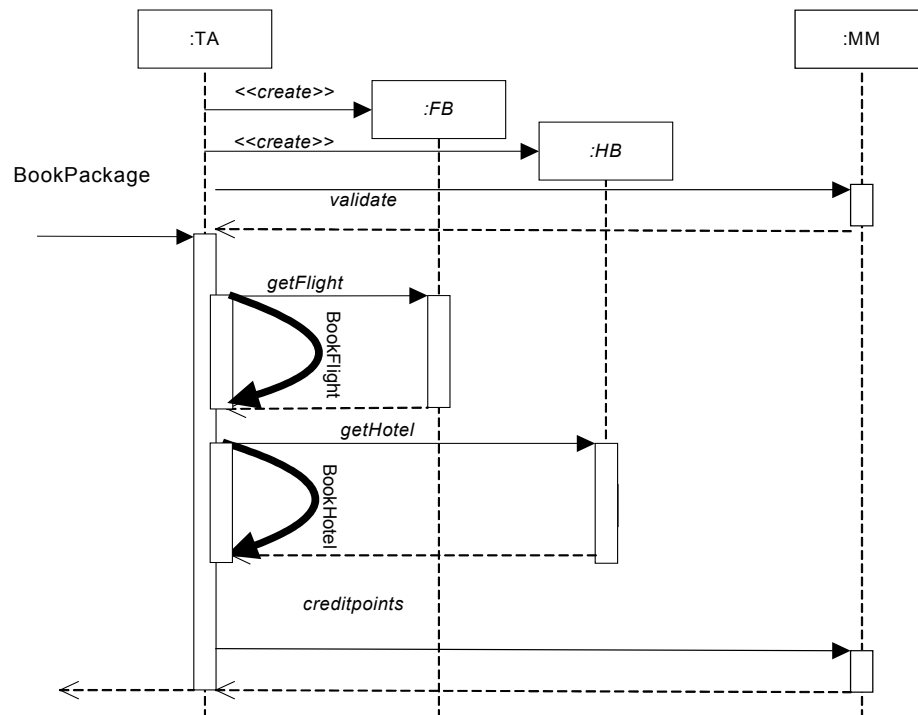 :TA
:MM
<<create>>
:FB
<<create>>
:HB
BookPackage
validate
getFlight
BookFlight
getHotel
BookHotel
creditpoints